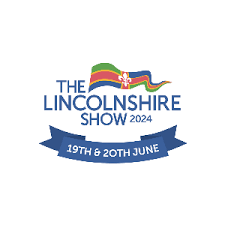 THE
LINCOLNSHIRE
SHOW 2024
19TH & 20TH JUNE